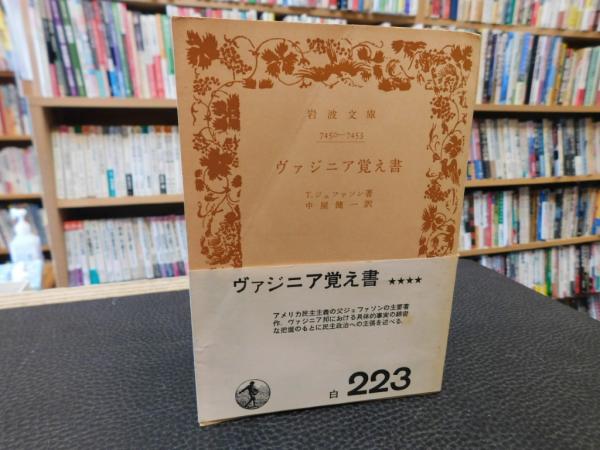 岩波文庫
7450—7453
ヴァジニア覚え書
T.ジェファソン著
中屋健一訳
ヴァジニア覚え書 ★★★★
アメリカ民主主義の父ジェファソンの主要著
作。ヴァジニア邦における具体的事実の綿密
な把握のもとに民主政治への主張を述べる。
白 223